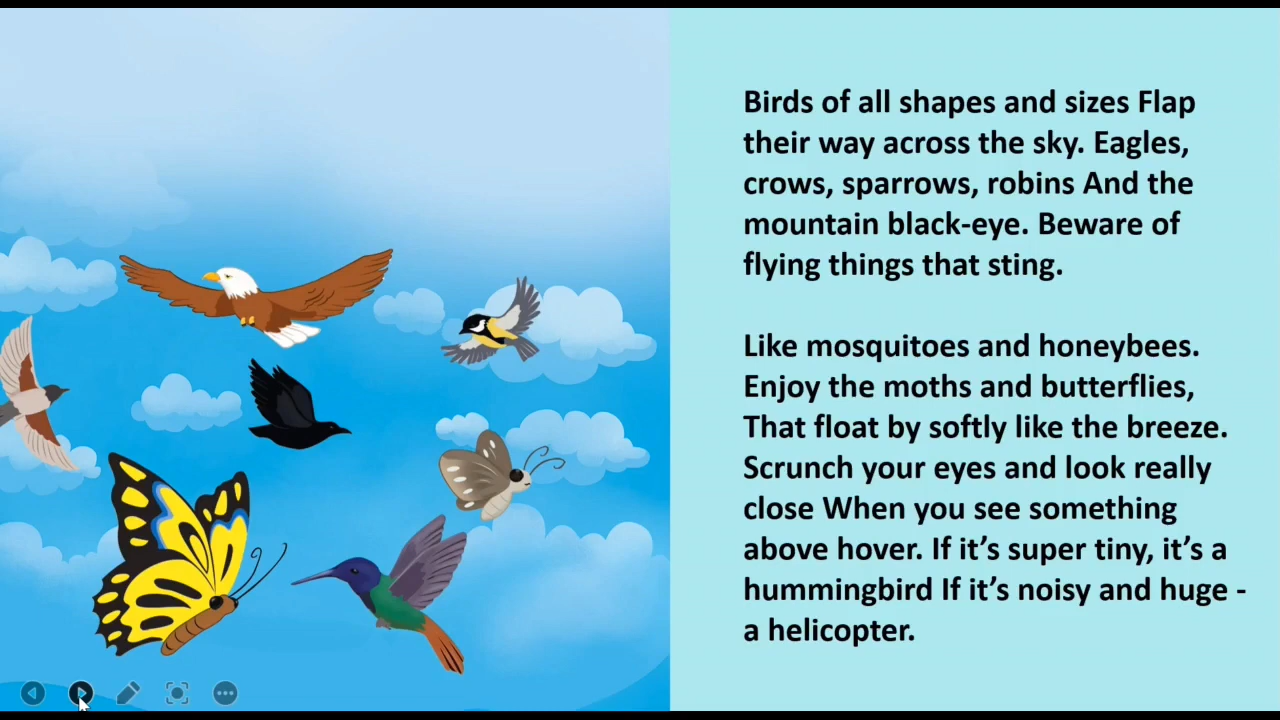 Birds of all shapes and sizes Flap
their way across the sky. Eagles,
crows, sparrows, robins And the
mountain black-eye. Beware of
flying things that sting.
Like mosquitoes and honeybees.
Enjoy the moths and butterflies,
That float by softly like the breeze.
Scrunch your eyes and look really
close When you see something
above hover. If it’s super tiny, it’s a
hummingbird If it’s noisy and huge -
a helicopter.